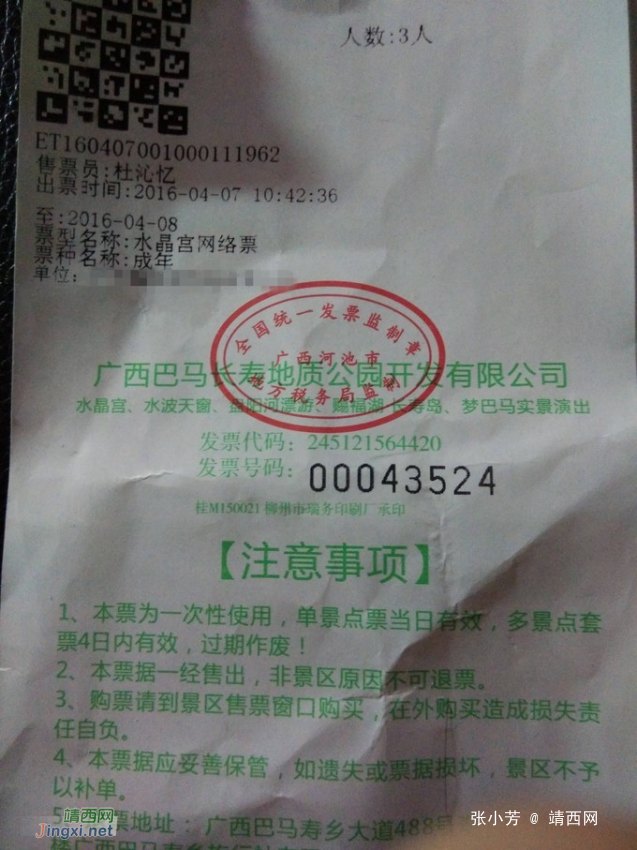 人数:3人
ET1604070010000111962
售票员:杜沁忆
出票时间:2016-04-07 10:42:36
至:2016-04-08
票型名称:水晶宫网络票
票种名称:成年
单位:
全国统一发票监制章
广西河池市
地方税务局监制
广西巴马长寿地质公园开发有限公司
水晶宫、水波天窗、盘阳河漂游、赐福湖 长寿岛、梦巴马实景演出
发票代码: 245121564420
发票号码: 00043524
桂M150021 柳州市瑞务印刷厂承印
【注意事项】
1、本票为一次性使用，单景点票当日有效，多景点套
票4日内有效，过期作废！
2、本票据一经售出，非景区原因不可退票。
3、购票请到景区售票窗口购买，在外购买造成损失责
任自负。
4、本票据应妥善保管，如遗失或票据损坏，景区不予
以补单。
票地址：广西巴马寿乡大道488号
靖西网
Jingxi.net
张小芳 @ 靖西网